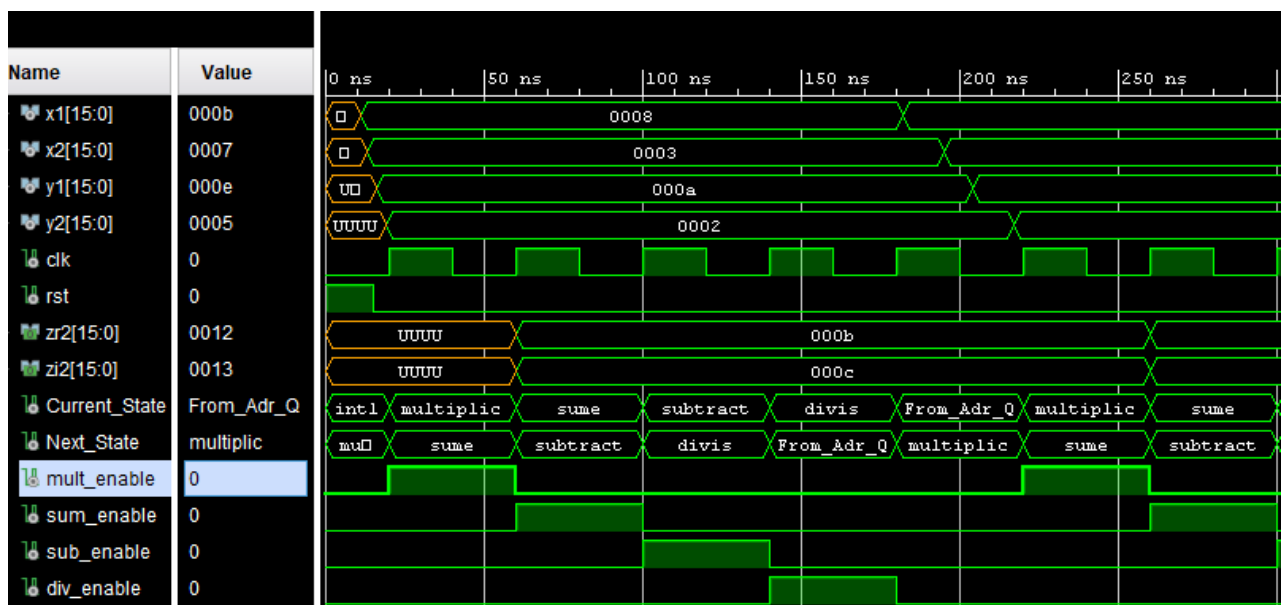 Name Value 0 ns 50 ns 100 ns 150 ns 200 ns 250 ns
x1[15:0] 000b 0008
x2[15:0] 0007 0003
y1[15:0] 000e U 000a
y2[15:0] 0005 UUUU 0002
clk 0
rst 0
zr2[15:0] 0012 UUUU 000b
zi2[15:0] 0013 UUUU 000c
Current_State From_Adr_Q intl multiplic sume subtract divis From_Adr_Q multiplic sume
Next_State multiplic mu sume subtract divis From_Adr_Q multiplic sume subtract
mult_enable 0
sum_enable 0
sub_enable 0
div_enable 0